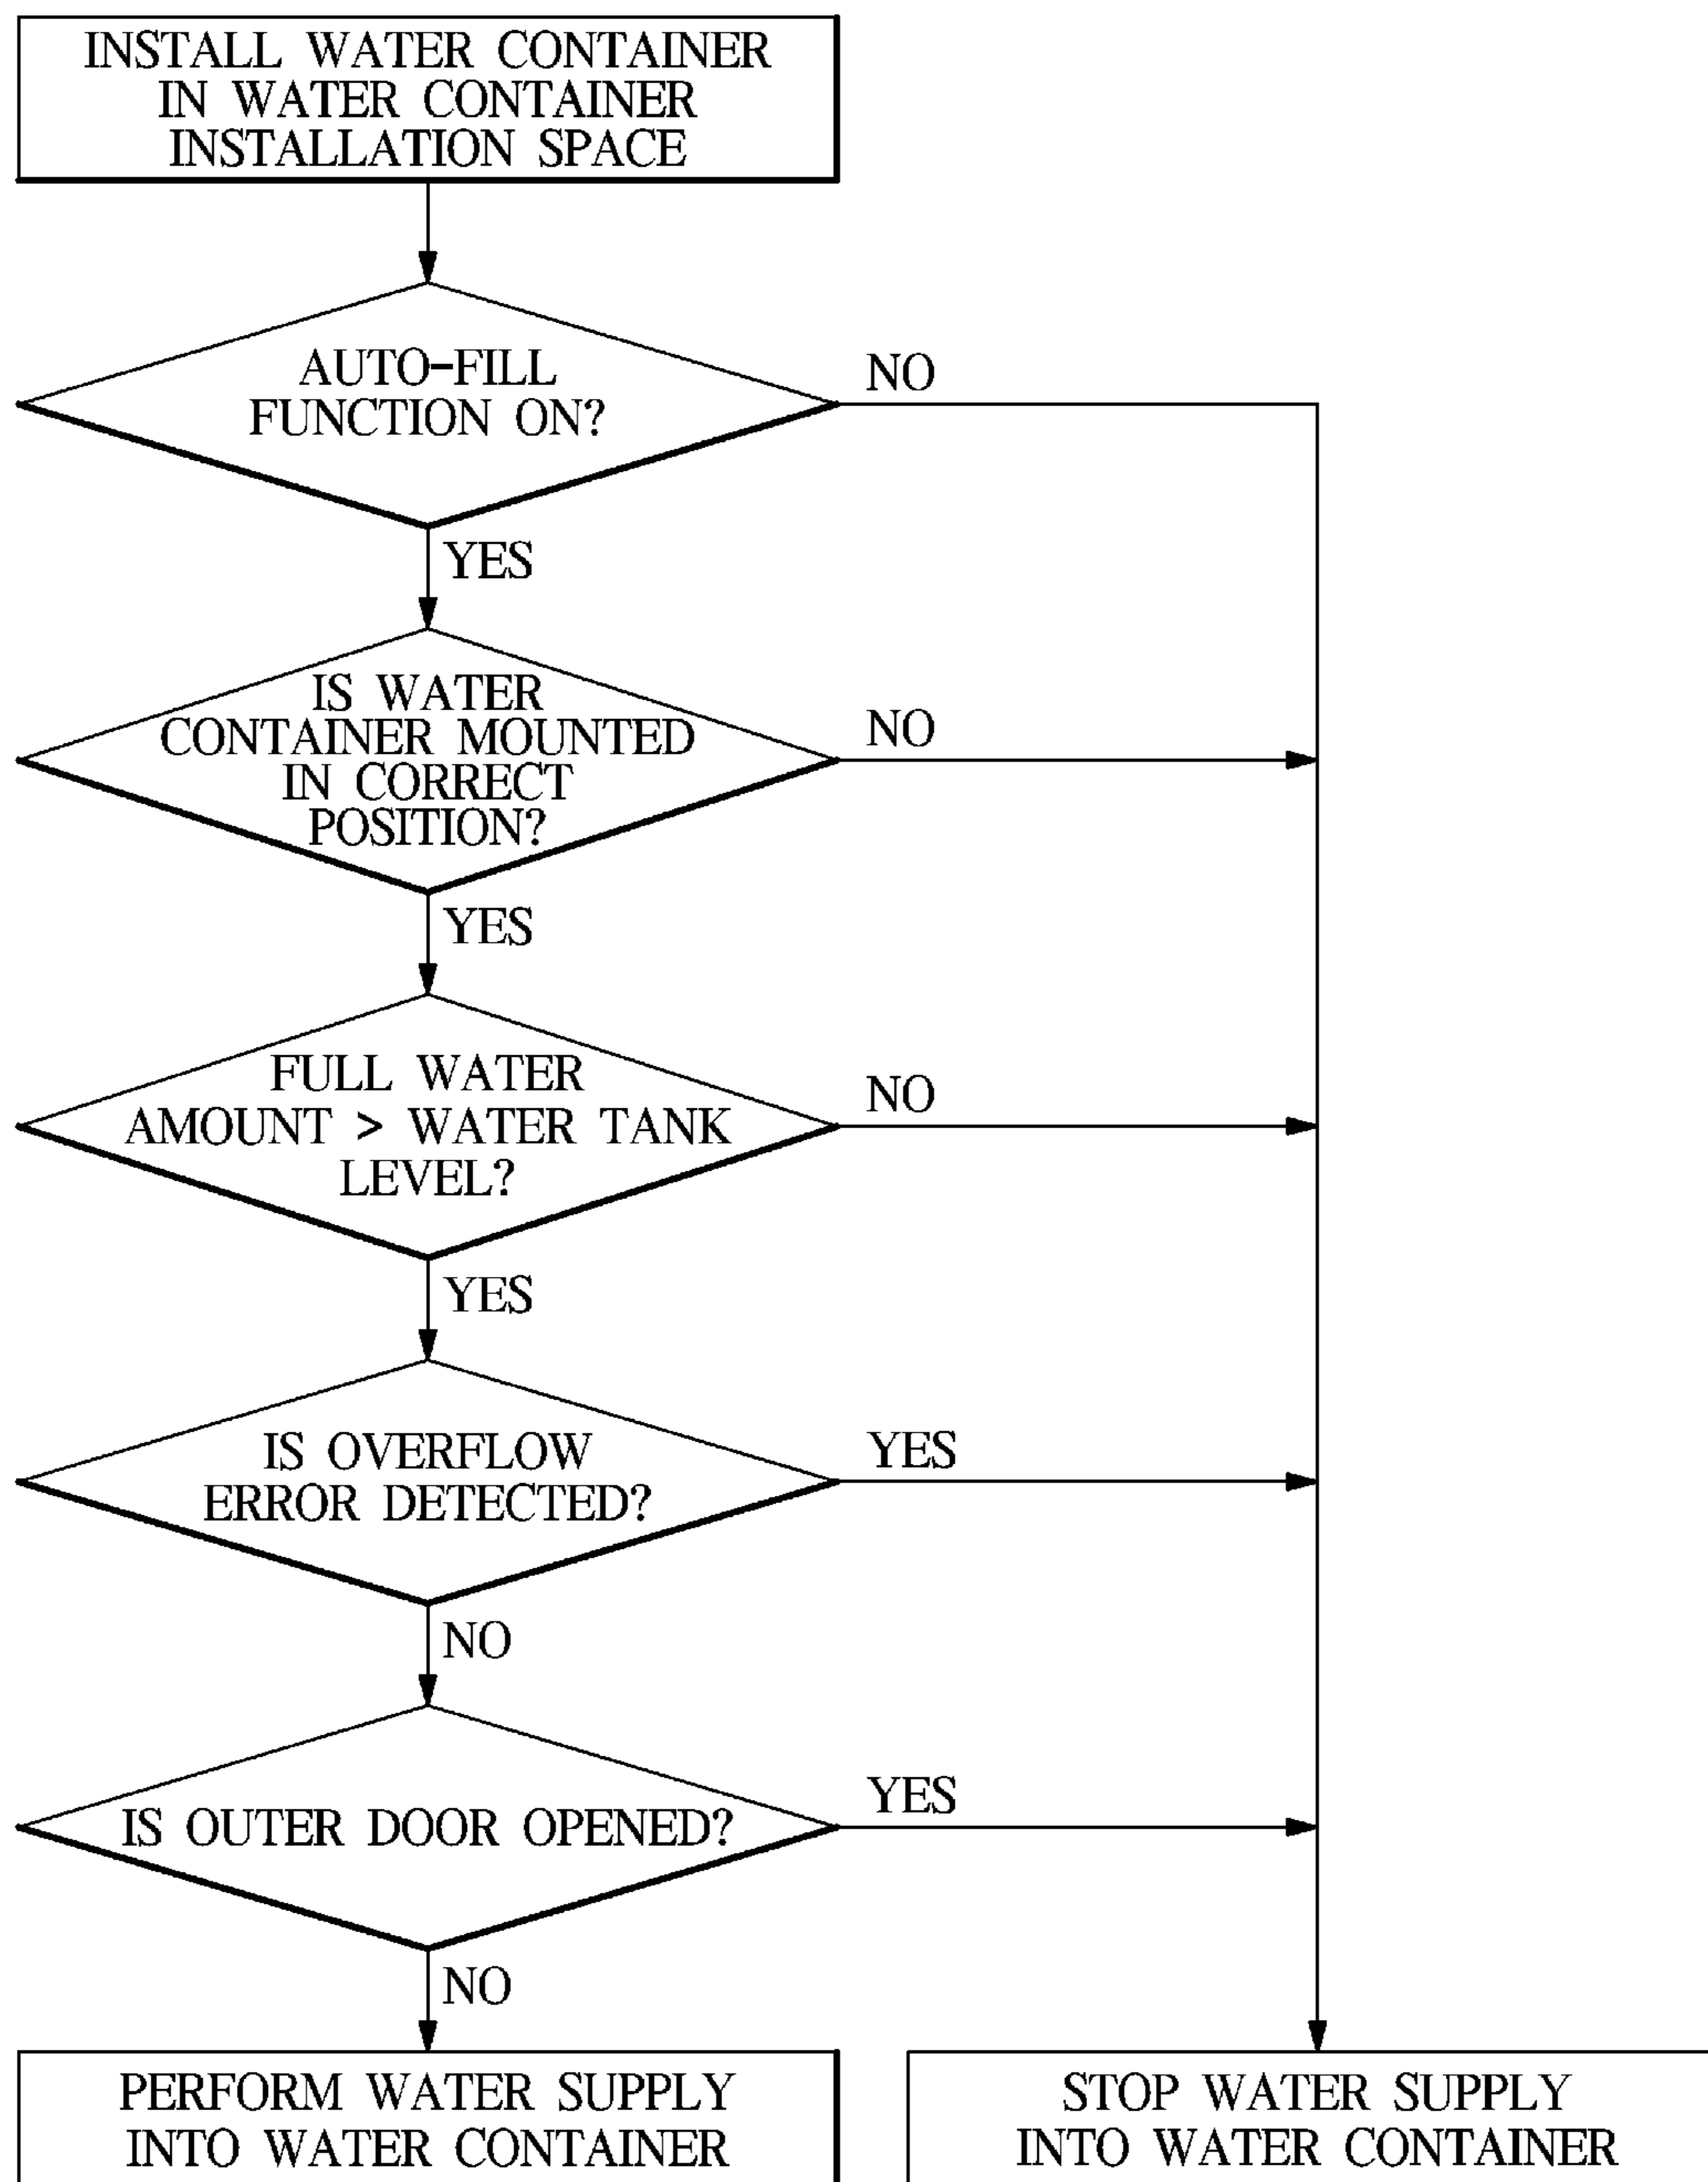 INSTALL WATER CONTAINER
IN WATER CONTAINER
INSTALLATION SPACE
AUTO-FILL
FUNCTION ON?
NO
YES
IS WATER
CONTAINER MOUNTED
IN CORRECT
POSITION?
NO
YES
FULL WATER
AMOUNT > WATER TANK
LEVEL?
NO
YES
IS OVERFLOW
ERROR DETECTED?
YES
NO
IS OUTER DOOR OPENED?
YES
NO
PERFORM WATER SUPPLY
INTO WATER CONTAINER
STOP WATER SUPPLY
INTO WATER CONTAINER